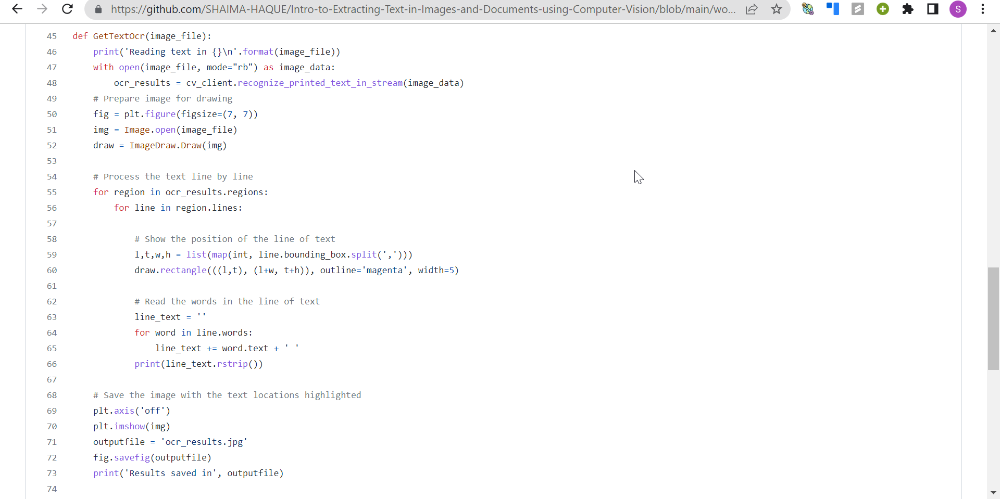 https://github.com/SHAIMA-HAQUE/Intro-to-Extracting-Text-in-Images-and-Documents-using-Computer-Vision/blob/main/wo...
S
45 def GetTextOcr(image_file):
46     print('Reading text in {}\n'.format(image_file))
47     with open(image_file, mode="rb") as image_data:
48         ocr_results = cv_client.recognize_printed_text_in_stream(image_data)
49     # Prepare image for drawing
50     fig = plt.figure(figsize=(7, 7))
51     img = Image.open(image_file)
52     draw = ImageDraw.Draw(img)
53
54     # Process the text line by line
55     for region in ocr_results.regions:
56         for line in region.lines:
57
58             # Show the position of the line of text
59             l,t,w,h = list(map(int, line.bounding_box.split(',')))
60             draw.rectangle(((l,t), (l+w, t+h)), outline='magenta', width=5)
61
62             # Read the words in the line of text
63             line_text = ''
64             for word in line.words:
65                 line_text += word.text + ' '
66             print(line_text.rstrip())
67
68     # Save the image with the text locations highlighted
69     plt.axis('off')
70     plt.imshow(img)
71     outputfile = 'ocr_results.jpg'
72     fig.savefig(outputfile)
73     print('Results saved in', outputfile)
74